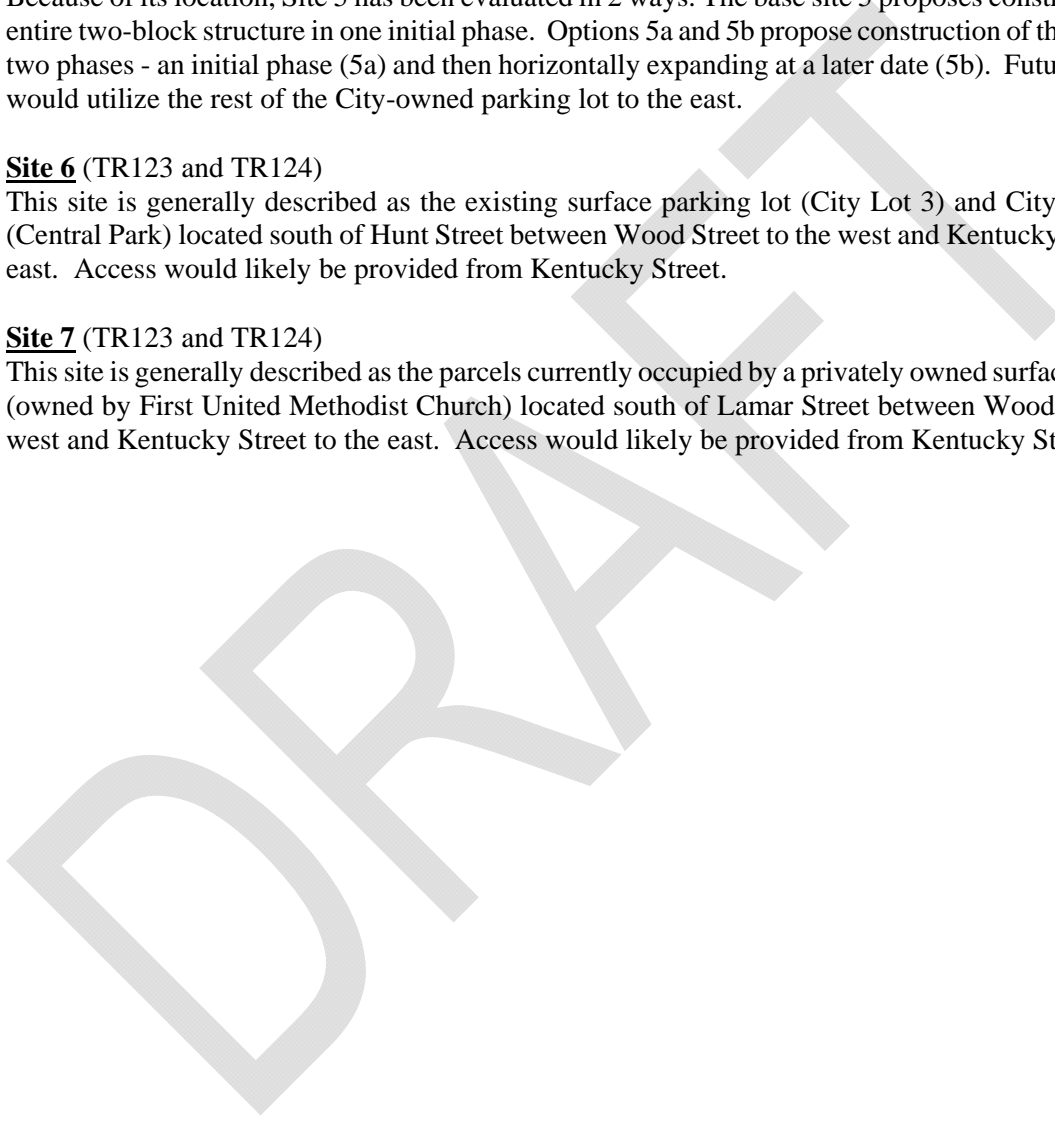 Because of its location, Site 5 has been evaluated in 2 ways. The base site 5 proposes
entire two-block structure in one initial phase. Options 5a and 5b propose construction of
two phases - an initial phase (5a) and then horizontally expanding at a later date (5b).
would utilize the rest of the City-owned parking lot to the east.
Site 6 (TR123 and TR124)
This site is generally described as the existing surface parking lot (City Lot 3) and City
(Central Park) located south of Hunt Street between Wood Street to the west and Kentucky
east. Access would likely be provided from Kentucky Street.
Site 7 (TR123 and TR124)
This site is generally described as the parcels currently occupied by a privately owned
(owned by First United Methodist Church) located south of Lamar Street between Wood
west and Kentucky Street to the east. Access would likely be provided from Kentucky
DRAFT